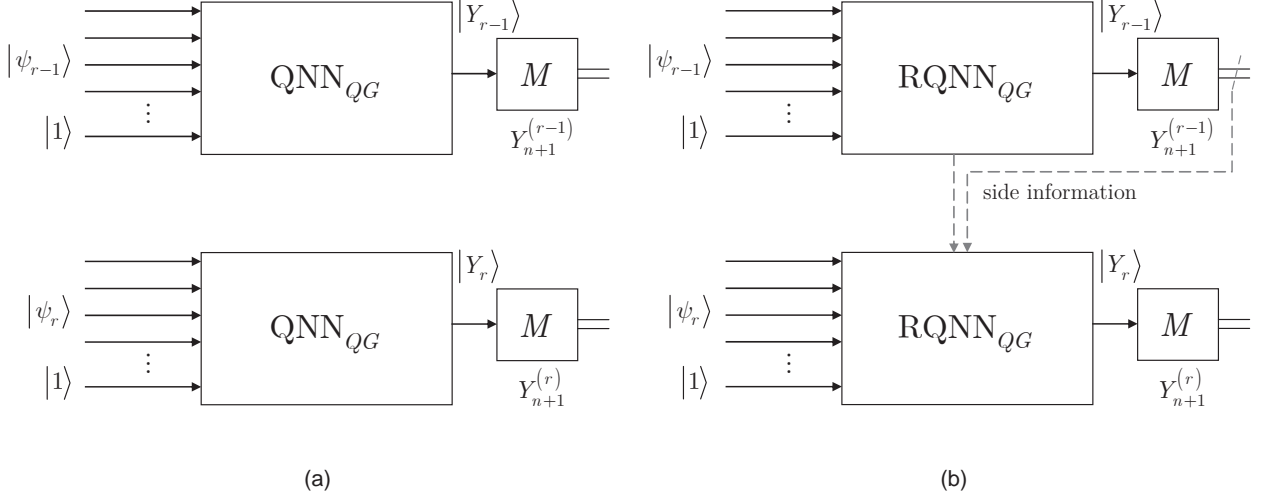 |Y_{r-1}⟩
|ψ_{r-1}⟩
QNN_{QG}
M
⋮
|1⟩
Y_{n+1}^{(r-1)}
|Y_r⟩
|ψ_r⟩
QNN_{QG}
M
⋮
|1⟩
Y_{n+1}^{(r)}
(a)
|Y_{r-1}⟩
|ψ_{r-1}⟩
RQNN_{QG}
M
⋮
|1⟩
Y_{n+1}^{(r-1)}
side information
|Y_r⟩
|ψ_r⟩
RQNN_{QG}
M
⋮
|1⟩
Y_{n+1}^{(r)}
(b)